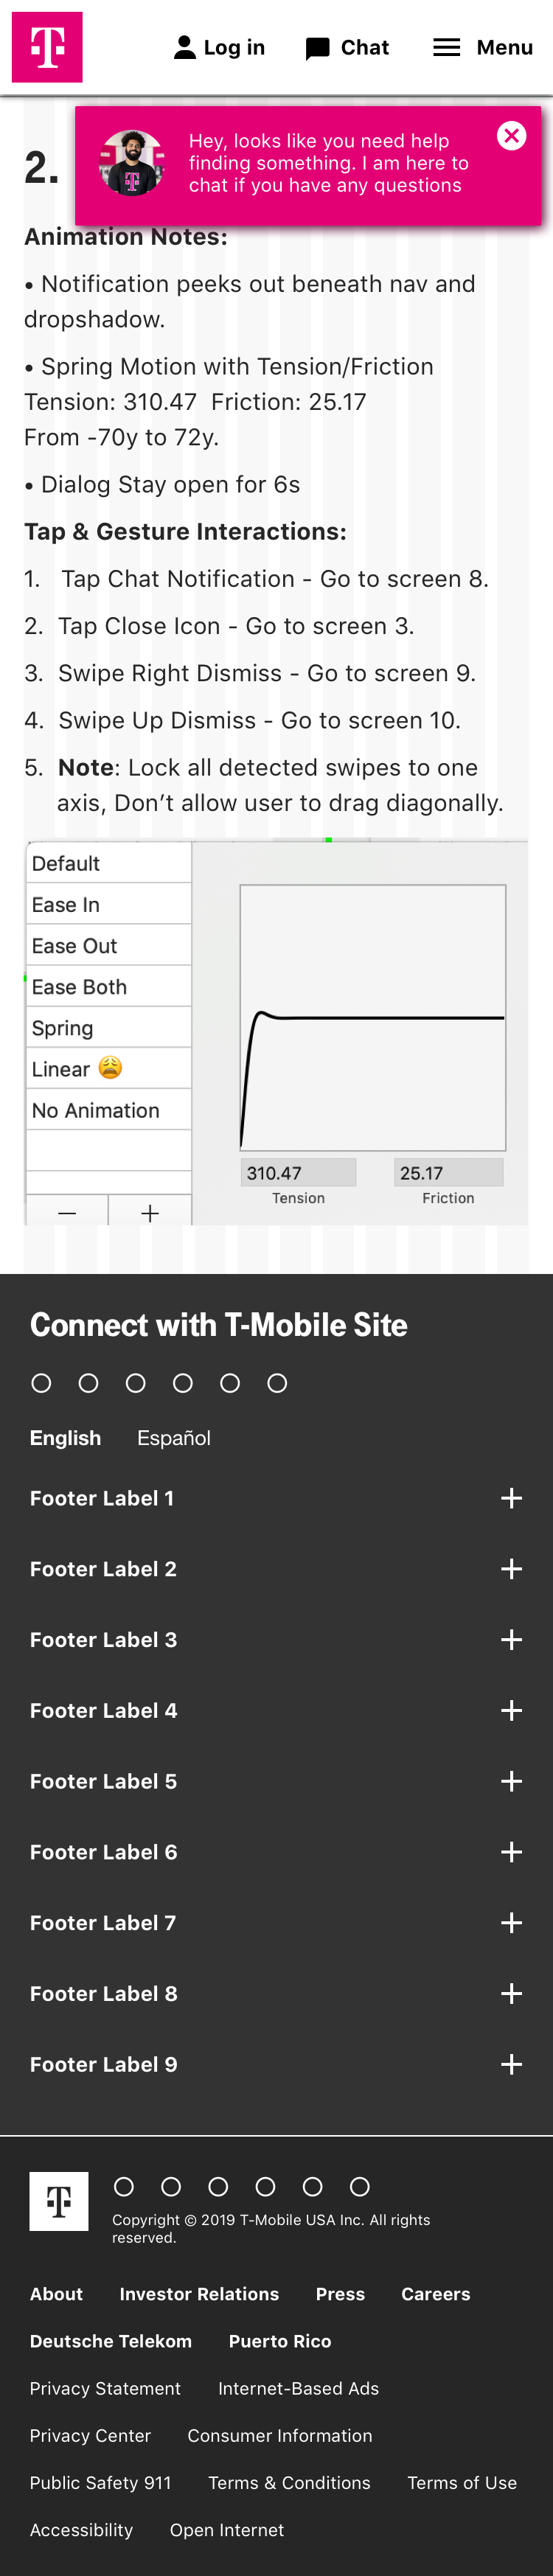 T
Log in
Chat
Menu
Hey, looks like you need help
finding something. I am here to
chat if you have any questions
2.
Animation Notes:
• Notification peeks out beneath nav and
dropshadow.
• Spring Motion with Tension/Friction
Tension: 310.47  Friction: 25.17
From -70y to 72y.
• Dialog Stay open for 6s
Tap & Gesture Interactions:
1. Tap Chat Notification - Go to screen 8.
2. Tap Close Icon - Go to screen 3.
3. Swipe Right Dismiss - Go to screen 9.
4. Swipe Up Dismiss - Go to screen 10.
5. Note: Lock all detected swipes to one
axis, Don’t allow user to drag diagonally.
Default
Ease In
Ease Out
Ease Both
Spring
Linear 😩
No Animation
310.47
25.17
Tension
Friction
Connect with T-Mobile Site
English
Español
Footer Label 1
Footer Label 2
Footer Label 3
Footer Label 4
Footer Label 5
Footer Label 6
Footer Label 7
Footer Label 8
Footer Label 9
T
Copyright © 2019 T-Mobile USA Inc. All rights
reserved.
About Investor Relations Press Careers
Deutsche Telekom Puerto Rico
Privacy Statement Internet-Based Ads
Privacy Center Consumer Information
Public Safety 911 Terms & Conditions Terms of Use
Accessibility Open Internet